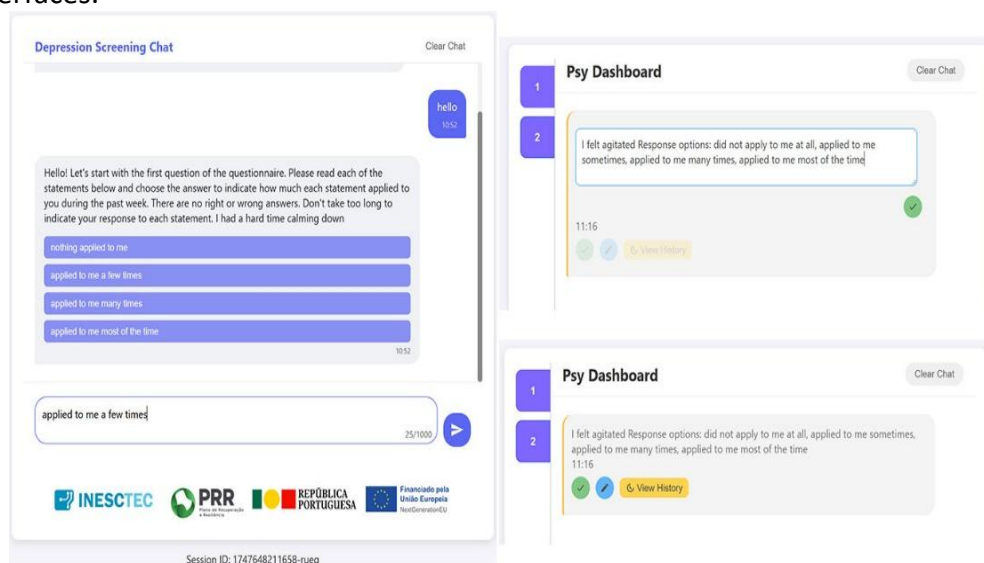 erfaces.
Depression Screening Chat
Clear Chat
hello
10:52
Hello! Let's start with the first question of the questionnaire. Please read each of the
statements below and choose the answer to indicate how much each statement applied to
you during the past week. There are no right or wrong answers. Don't take too long to
indicate your response to each statement. I had a hard time calming down
nothing applied to me
applied to me a few times
applied to me many times
applied to me most of the time
10:52
applied to me a few times
25/1000
INESCTEC
PRR
Plano de Recuperação
e Resiliência
REPÚBLICA
PORTUGUESA
Financiado pela
União Europeia
NextGenerationEU
Session ID: 1747648211658-rueq
Psy Dashboard
Clear Chat
1
2
I felt agitated Response options: did not apply to me at all, applied to me
sometimes, applied to me many times, applied to me most of the time
11:16
View History
Psy Dashboard
Clear Chat
1
2
I felt agitated Response options: did not apply to me at all, applied to me sometimes,
applied to me many times, applied to me most of the time
11:16
View History